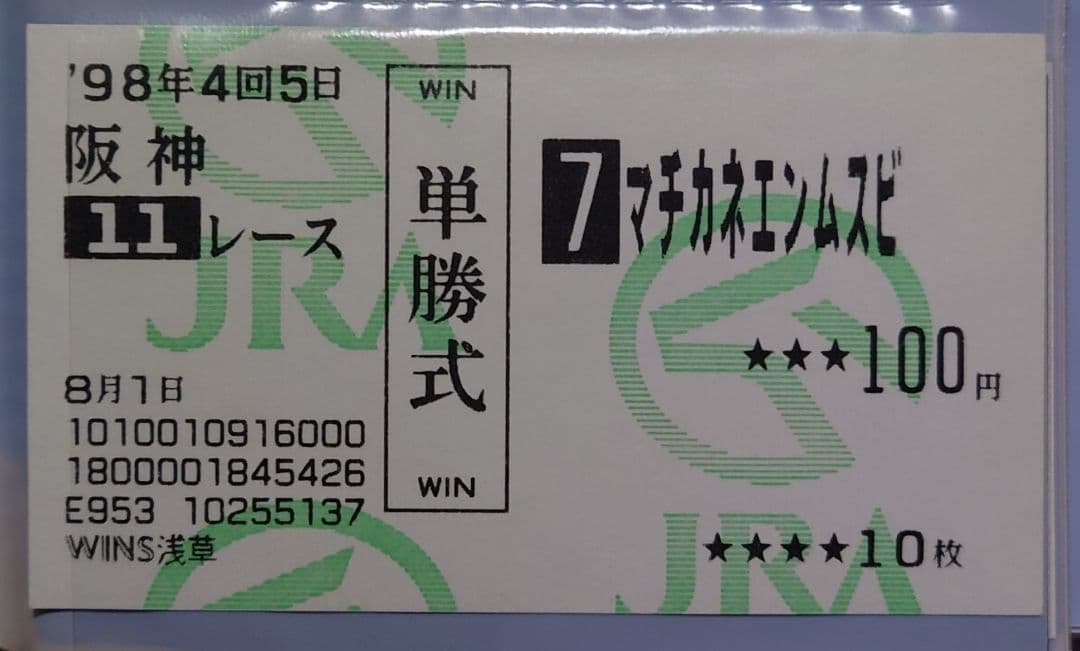 '98年4回5日
阪神
11レース
8月1日
1010010916000
1800001845426
E953 10255137
WINS浅草
WIN
単勝式
WIN
7マチカネエンムスビ
★★★100円
★★★★10枚
JRA
JRA